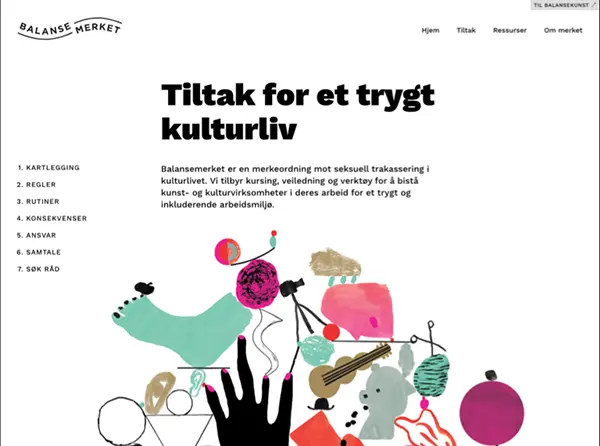 TIL BALANSEKUNST
BALANSE MERKET
Hjem Tiltak Ressurser Om merket
Tiltak for et trygt
kulturliv
Balansemerket er en merkeordning mot seksuell trakassering i
kulturlivet. Vi tilbyr kursing, veiledning og verktøy for å bistå
kunst- og kulturvirksomheter i deres arbeid for et trygt og
inkluderende arbeidsmiljø.
1. KARTLEGGING
2. REGLER
3. RUTINER
4. KONSEKVENSER
5. ANSVAR
6. SAMTALE
7. SØK RÅD